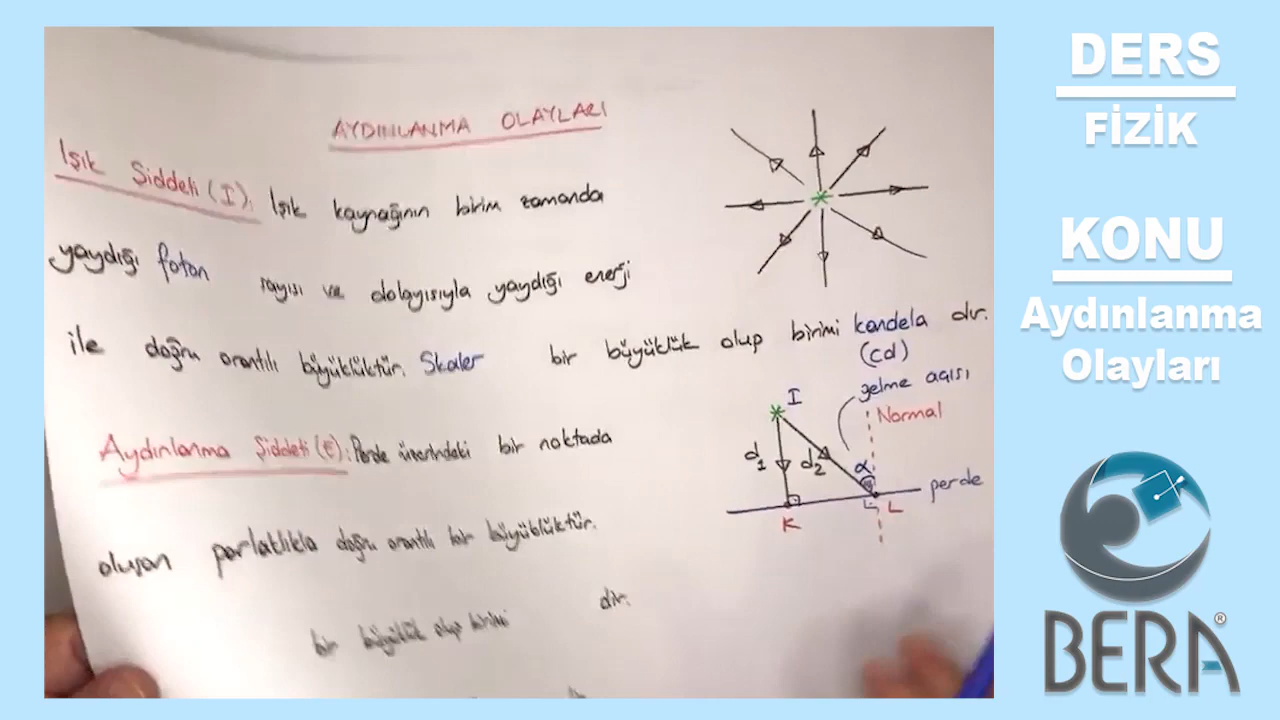 AYDINLANMA OLAYLARI
Işık Şiddeti (I): Işık kaynağının birim zamanda
yaydığı foton sayısı ve dolayısıyla yaydığı enerji
ile doğru orantılı büyüklüktür. Skaler bir büyüklük olup birimi kandela dır.
(cd)
I
gelme açısı
Normal
d1
d2
α
perde
K
L
Aydınlanma Şiddeti (E): Perde üzerindeki bir noktada
oluşan parlaklıkla doğru orantılı bir büyüklüktür.
bir büyüklük olup birimi dir.
DERS
FİZİK
KONU
Aydınlanma
Olayları
BERA®